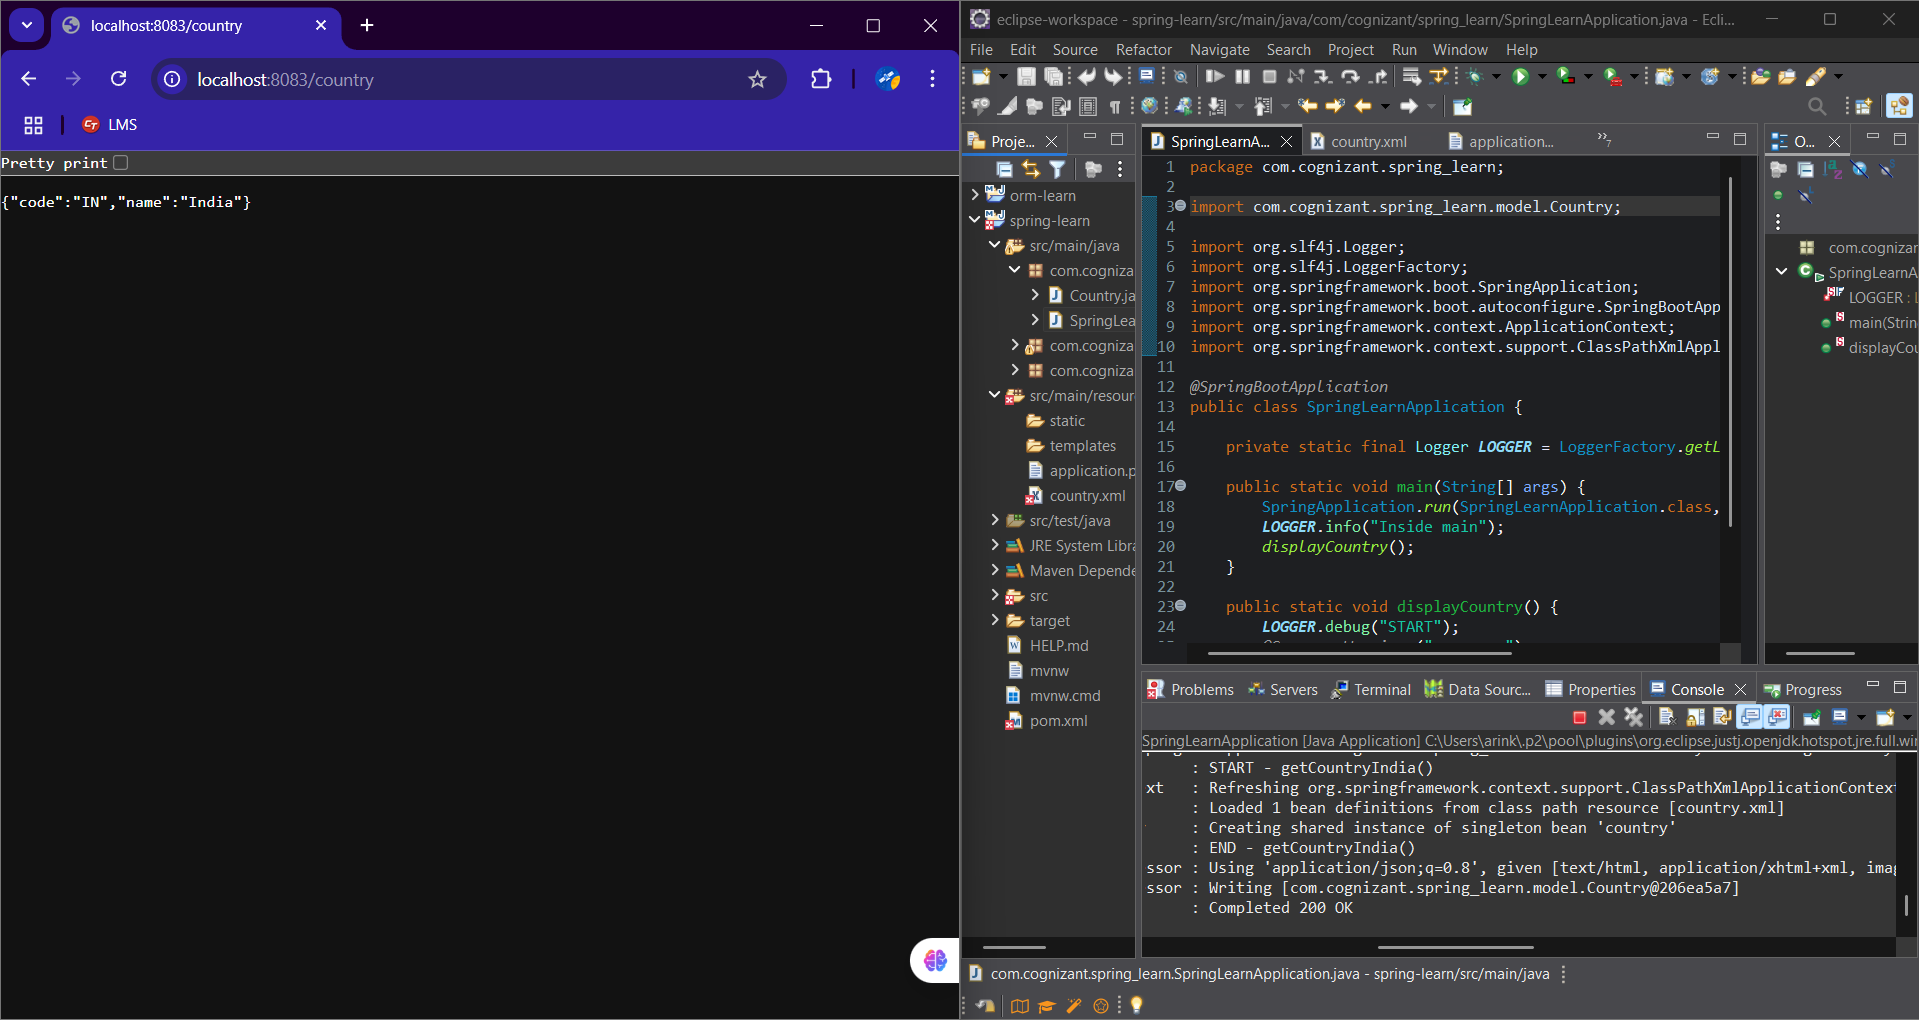 localhost:8083/country
localhost:8083/country
LMS
Pretty print
{"code":"IN","name":"India"}
eclipse-workspace - spring-learn/src/main/java/com/cognizant/spring_learn/SpringLearnApplication.java - Ecli...
File Edit Source Refactor Navigate Search Project Run Window Help
Proje...
orm-learn
spring-learn
src/main/java
com.cogniza
Country.ja
SpringLea
com.cogniza
com.cogniza
src/main/resour
static
templates
application.p
country.xml
src/test/java
JRE System Libra
Maven Depende
src
target
HELP.md
mvnw
mvnw.cmd
pom.xml
SpringLearnA... country.xml application... 7
1 package com.cognizant.spring_learn;
2
3 import com.cognizant.spring_learn.model.Country;
4
5 import org.slf4j.Logger;
6 import org.slf4j.LoggerFactory;
7 import org.springframework.boot.SpringApplication;
8 import org.springframework.boot.autoconfigure.SpringBootApp
9 import org.springframework.context.ApplicationContext;
10 import org.springframework.context.support.ClassPathXmlAppl
11
12 @SpringBootApplication
13 public class SpringLearnApplication {
14
15 private static final Logger LOGGER = LoggerFactory.getL
16
17 public static void main(String[] args) {
18 SpringApplication.run(SpringLearnApplication.class,
19 LOGGER.info("Inside main");
20 displayCountry();
21 }
22
23 public static void displayCountry() {
24 LOGGER.debug("START");
O...
com.cognizar
SpringLearnA
LOGGER : L
main(Strin
displayCou
Problems Servers Terminal Data Sourc... Properties Console Progress
SpringLearnApplication [Java Application] C:\Users\arink\.p2\pool\plugins\org.eclipse.justj.openjdk.hotspot.jre.full.wi
: START - getCountryIndia()
xt : Refreshing org.springframework.context.support.ClassPathXmlApplicationContext
: Loaded 1 bean definitions from class path resource [country.xml]
: Creating shared instance of singleton bean 'country'
: END - getCountryIndia()
ssor : Using 'application/json;q=0.8', given [text/html, application/xhtml+xml, imag
ssor : Writing [com.cognizant.spring_learn.model.Country@206ea5a7]
: Completed 200 OK
com.cognizant.spring_learn.SpringLearnApplication.java - spring-learn/src/main/java